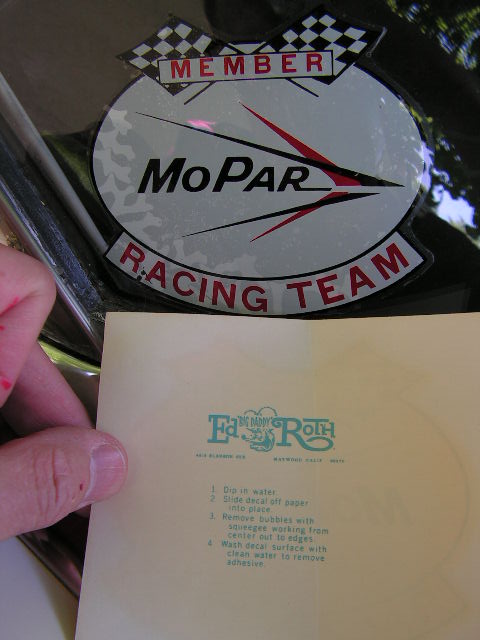 MEMBER
MOPAR
RACING TEAM
Ed "BIG DADDY" ROTH
MAYWOOD CALIF
1. Dip in water.
2. Slide decal off paper
into place.
3. Remove bubbles with
squeegee working from
center out to edges.
4. Wash decal surface with
clean water to remove
adhesive.